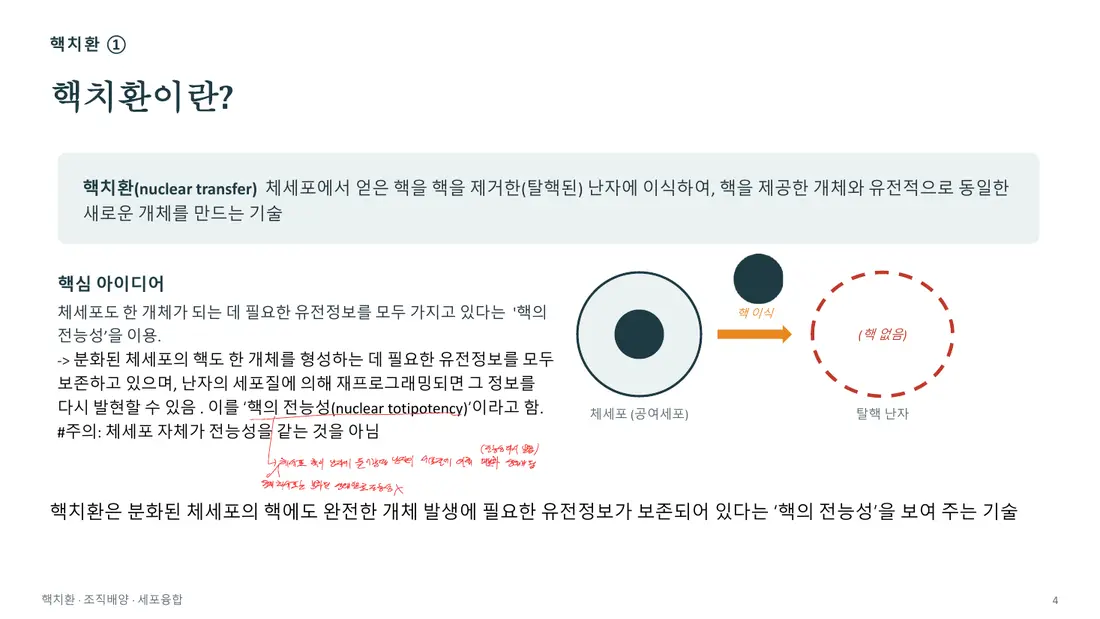 핵치환 ①
핵치환이란?
핵치환(nuclear transfer) 체세포에서 얻은 핵을 핵을 제거한(탈핵된) 난자에 이식하여, 핵을 제공한 개체와 유전적으로 동일한
새로운 개체를 만드는 기술
핵심 아이디어
체세포도 한 개체가 되는 데 필요한 유전정보를 모두 가지고 있다는 '핵의
전능성'을 이용.
-> 분화된 체세포의 핵도 한 개체를 형성하는 데 필요한 유전정보를 모두
보존하고 있으며, 난자의 세포질에 의해 재프로그래밍되면 그 정보를
다시 발현할 수 있음 . 이를 ‘핵의 전능성(nuclear totipotency)’이라고 함.
#주의: 체세포 자체가 전능성을 같는 것을 아님
핵 이식
(핵 없음)
체세포 (공여세포)
탈핵 난자
핵치환은 분화된 체세포의 핵에도 완전한 개체 발생에 필요한 유전정보가 보존되어 있다는 ‘핵의 전능성’을 보여 주는 기술
핵치환 · 조직배양 · 세포융합
4